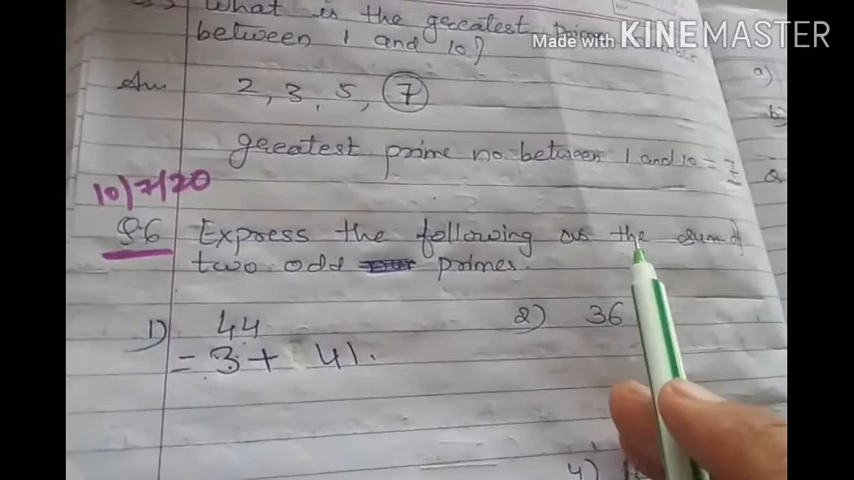 What is the greatest prime
between 1 and 10?
Made with KINEMASTER
Ans 2, 3, 5, 7
greatest prime no between 1 and 10 = 7
10/7/20
Q.6 Express the following as the sum of
two odd primes.
1) 44 2) 36
= 3 + 41.
4)
a)
b)
Q